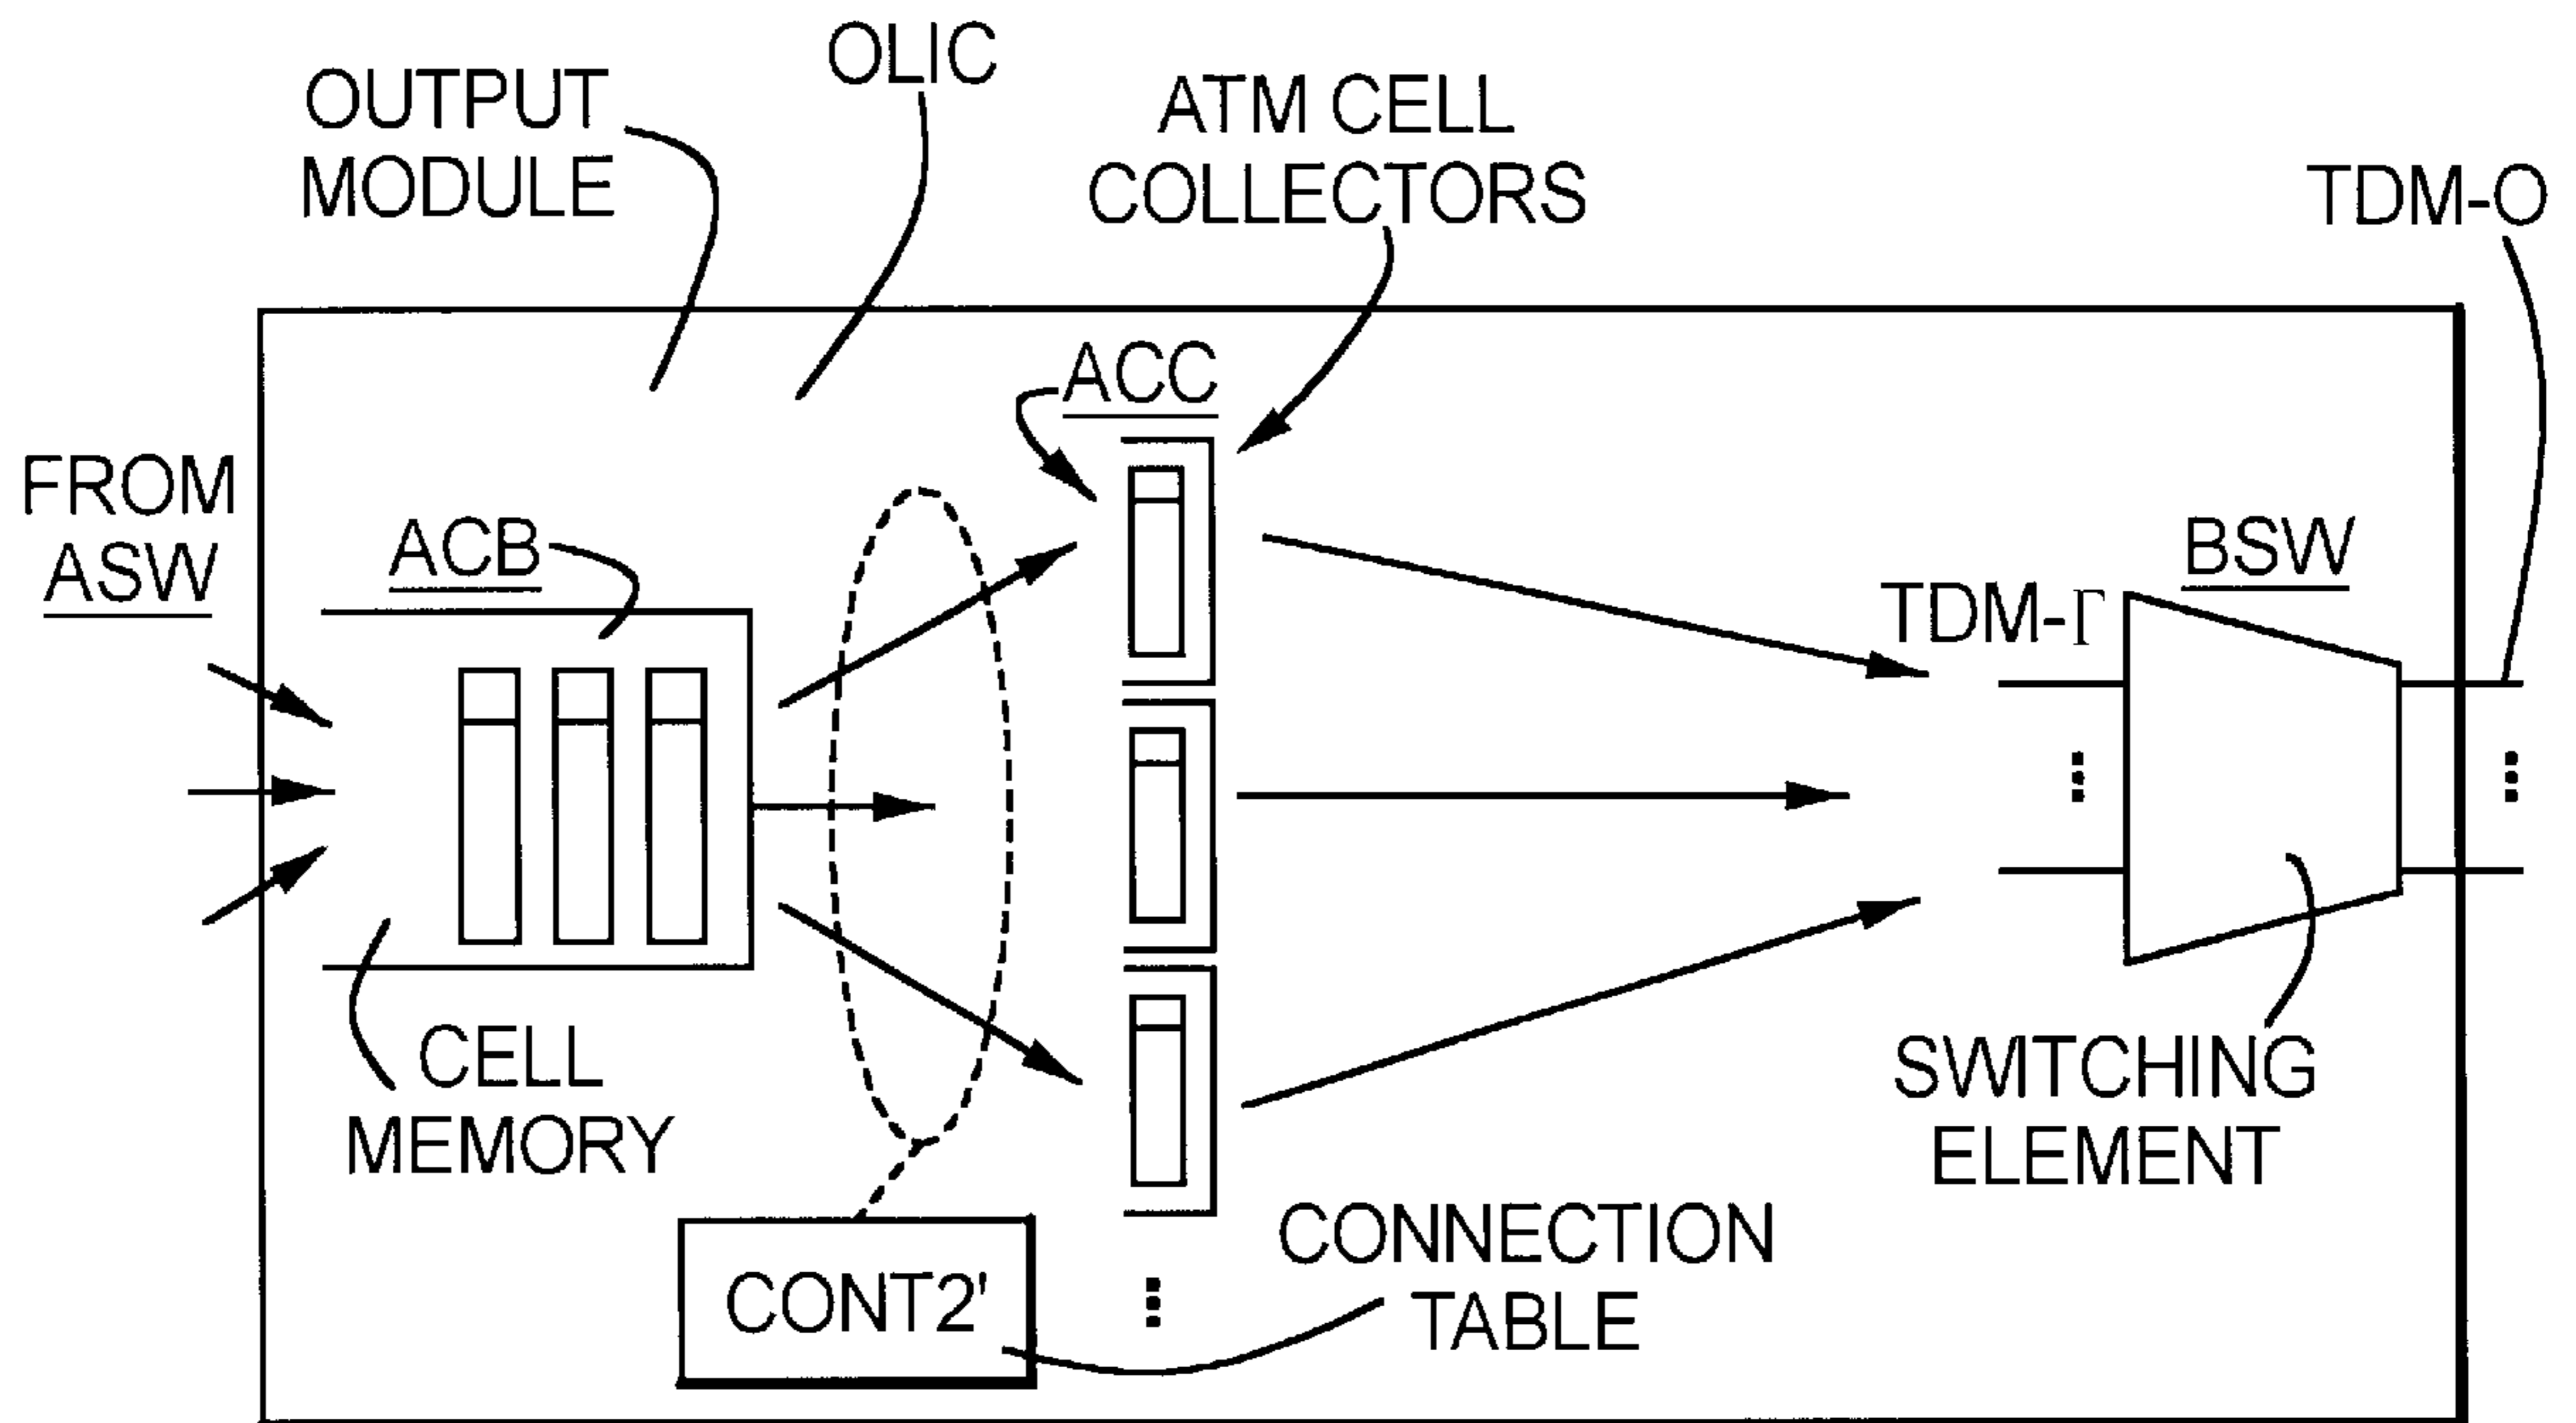 OLIC
OUTPUT
MODULE
ATM CELL
COLLECTORS
TDM-O
ACC
FROM
ASW
ACB
BSW
TDM-Γ
CELL
MEMORY
SWITCHING
ELEMENT
CONNECTION
TABLE
CONT2'